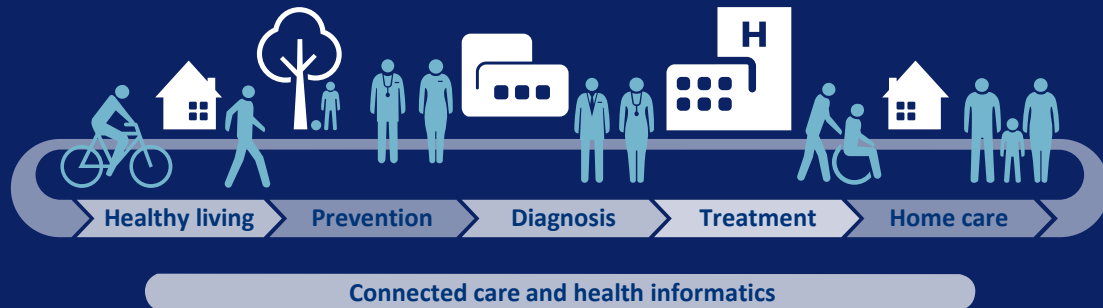 H
Healthy living
Prevention
Diagnosis
Treatment
Home care
Connected care and health informatics